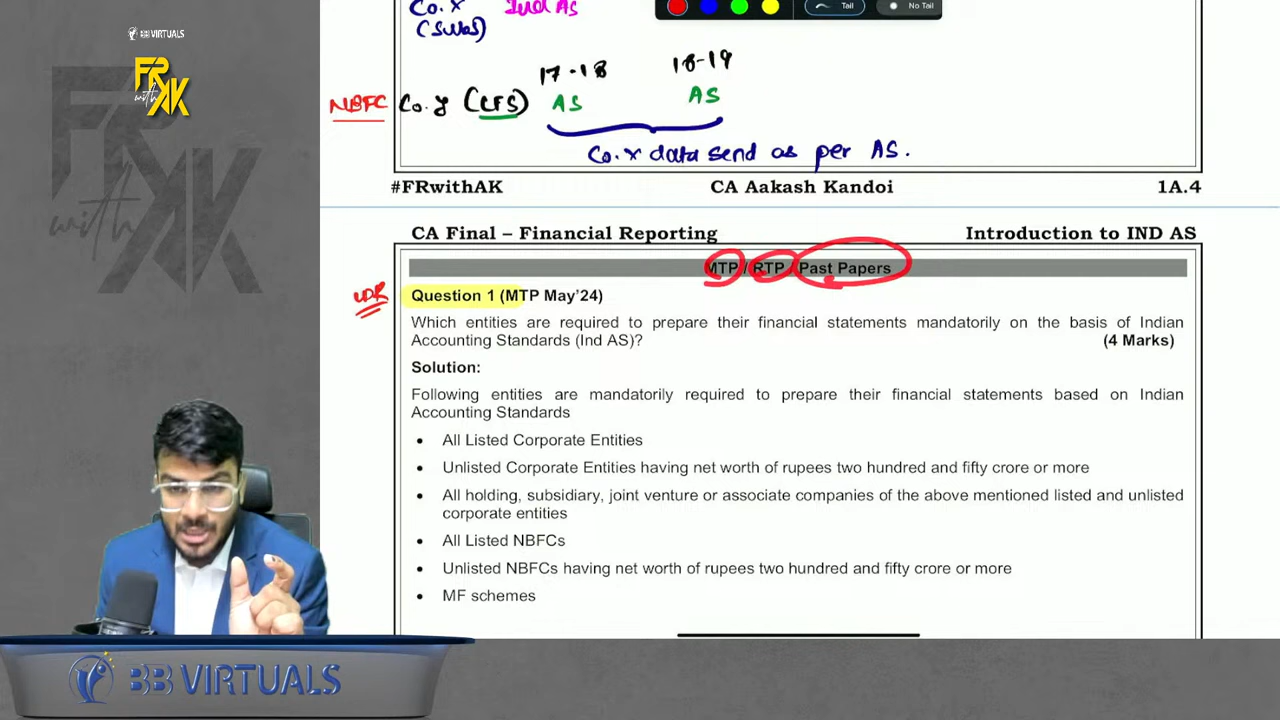 BB VIRTUALS
FR
with
AK
Tail
No Tail
Co. x Ind AS
(subs)
17-18 18-19
NBFC Co. y (CFS) AS AS
Co. x data send as per AS.
#FRwithAK CA Aakash Kandoi 1A.4
CA Final – Financial Reporting Introduction to IND AS
MTP / RTP / Past Papers
LDR
Question 1 (MTP May'24)
Which entities are required to prepare their financial statements mandatorily on the basis of Indian
Accounting Standards (Ind AS)? (4 Marks)
Solution:
Following entities are mandatorily required to prepare their financial statements based on Indian
Accounting Standards
• All Listed Corporate Entities
• Unlisted Corporate Entities having net worth of rupees two hundred and fifty crore or more
• All holding, subsidiary, joint venture or associate companies of the above mentioned listed and unlisted
corporate entities
• All Listed NBFCs
• Unlisted NBFCs having net worth of rupees two hundred and fifty crore or more
• MF schemes
BB VIRTUALS